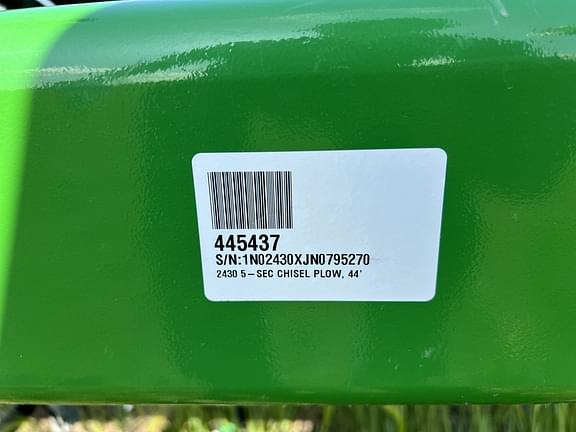 445437
S/N:1N02430XJN0795270
2430 5-SEC CHISEL PLOW, 44'